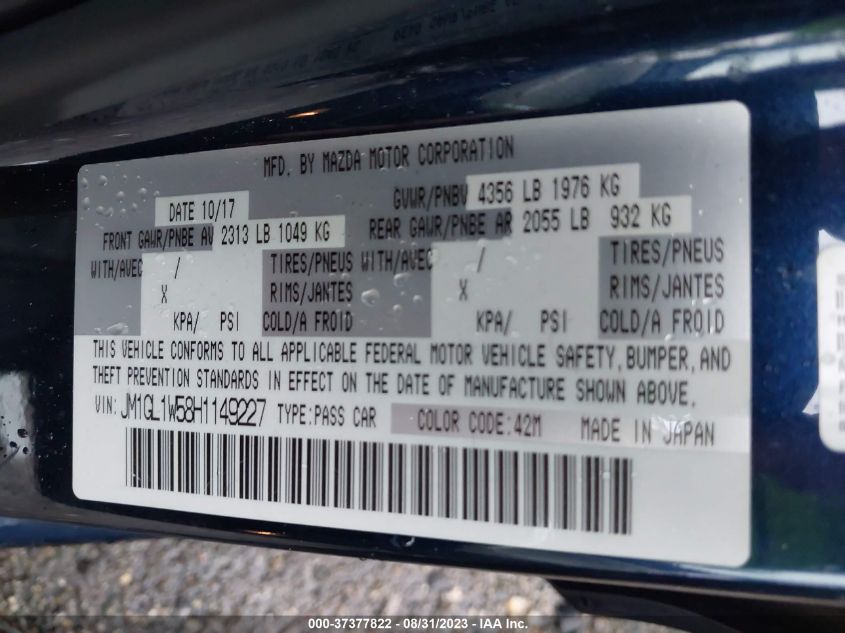 MFD. BY MAZDA MOTOR CORPORATION
DATE 10/17 GVWR/PNBV 4356 LB 1976 KG
FRONT GAWR/PNBE AV 2313 LB 1049 KG REAR GAWR/PNBE AR 2055 LB 932 KG
WITH/AVEC / TIRES/PNEUS WITH/AVEC / TIRES/PNEUS
X RIMS/JANTES X RIMS/JANTES
KPA/ PSI COLD/A FROID KPA/ PSI COLD/A FROID
THIS VEHICLE CONFORMS TO ALL APPLICABLE FEDERAL MOTOR VEHICLE SAFETY, BUMPER, AND
THEFT PREVENTION STANDARDS IN EFFECT ON THE DATE OF MANUFACTURE SHOWN ABOVE.
VIN: JM1GL1W58H1149227 TYPE:PASS CAR COLOR CODE:42M MADE IN JAPAN
000-37377822 - 08/31/2023 - IAA Inc.